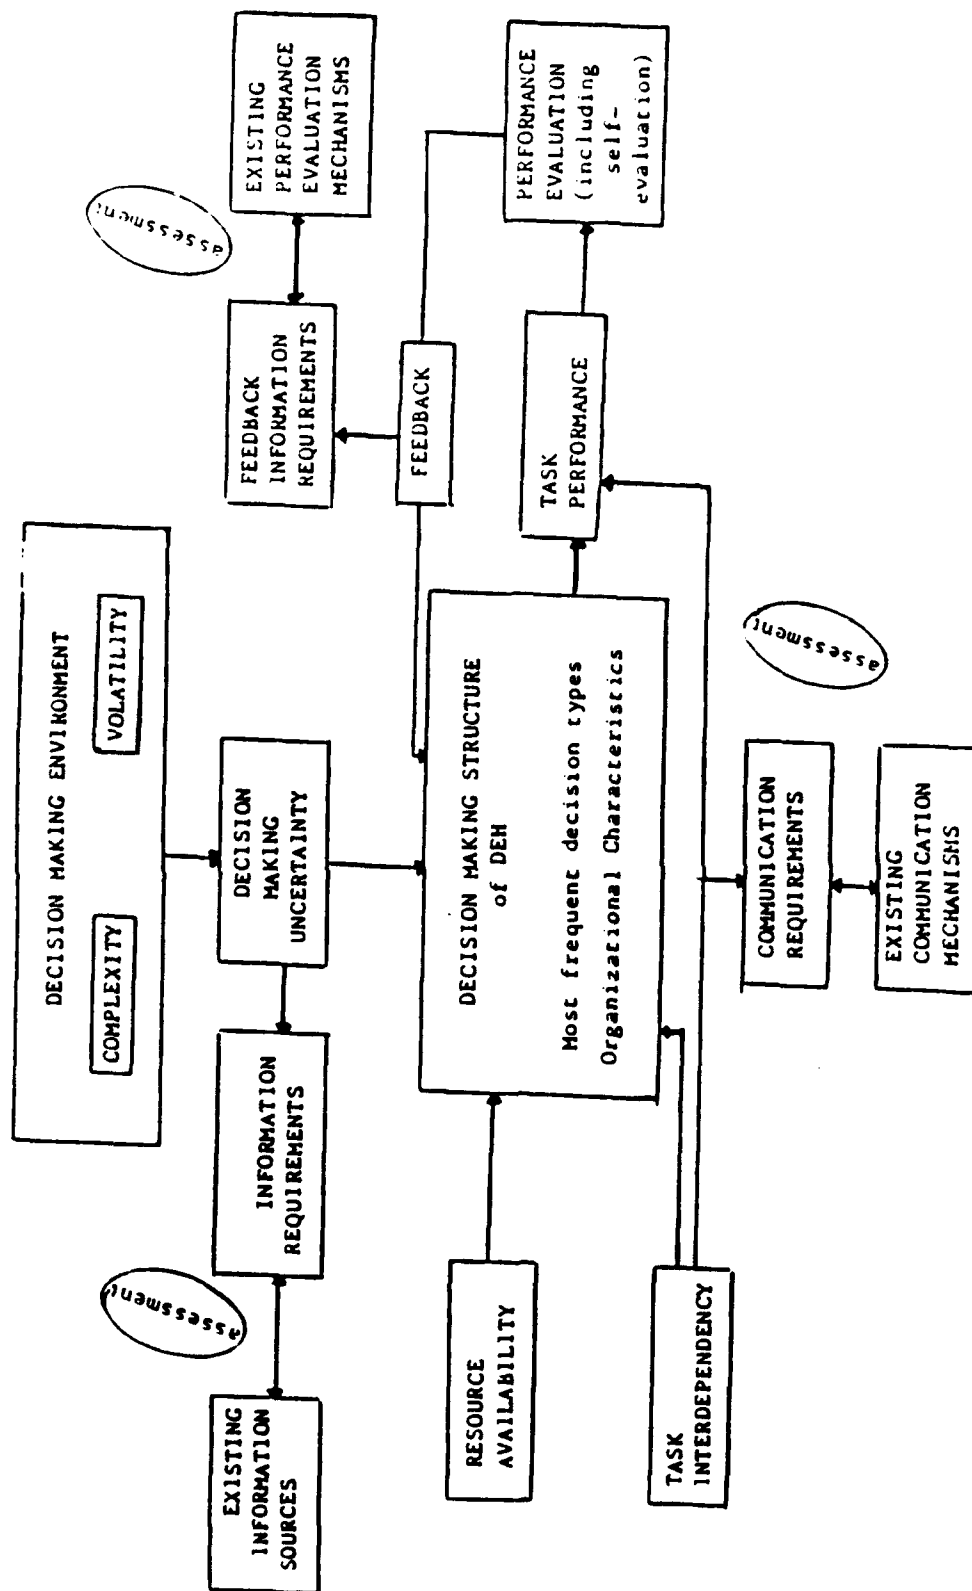 DECISION MAKING ENVIRONMENT
COMPLEXITY
VOLATILITY
EXISTING
INFORMATION
SOURCES
assessment
INFORMATION
REQUIREMENTS
DECISION
MAKING
UNCERTAINTY
FEEDBACK
INFORMATION
REQUIREMENTS
assessment
EXISTING
PERFORMANCE
EVALUATION
MECHANISMS
FEEDBACK
RESOURCE
AVAILABILITY
DECISION MAKING STRUCTURE
of DEH
Most frequent decision types
Organizational Characteristics
TASK
PERFORMANCE
PERFORMANCE
EVALUATION
(including
self-
evaluation)
TASK
INTERDEPENDENCY
COMMUNICATION
REQUIREMENTS
assessment
EXISTING
COMMUNICATION
MECHANISMS